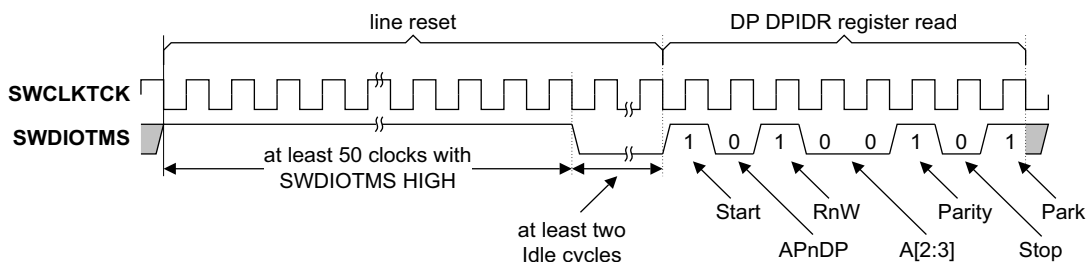 line reset
DP DPIDR register read
SWCLKTCK
SWDIOTMS
1 0 1 0 0 1 0 1
at least 50 clocks with
SWDIOTMS HIGH
at least two
Idle cycles
Start
RnW
Parity
Park
APnDP
A[2:3]
Stop